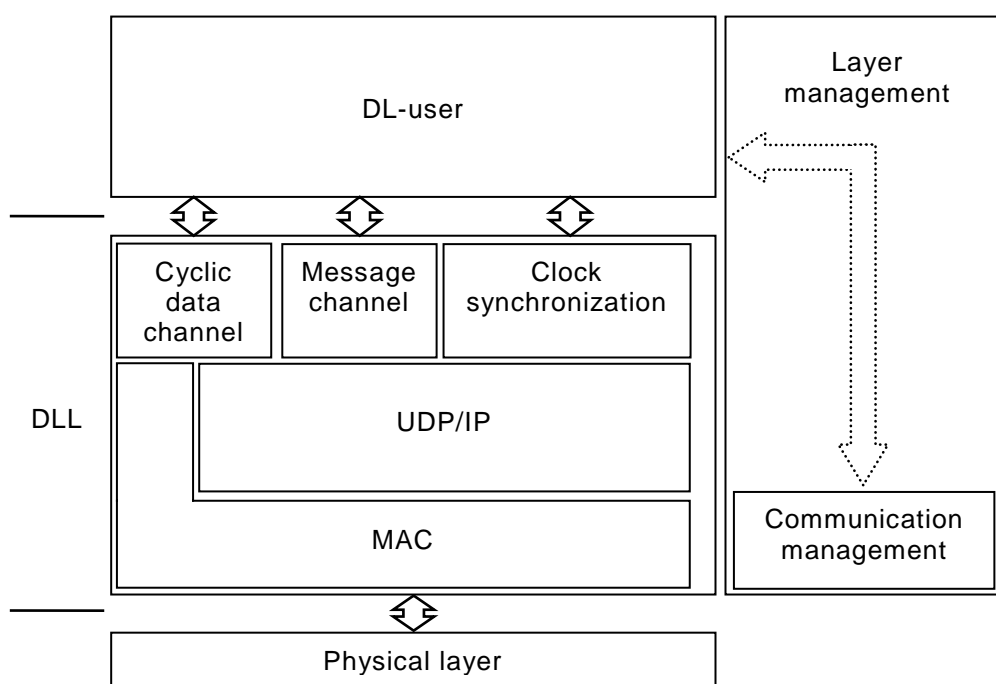 DL-user
Layer
management
Cyclic
data
channel
Message
channel
Clock
synchronization
DLL
UDP/IP
MAC
Communication
management
Physical layer